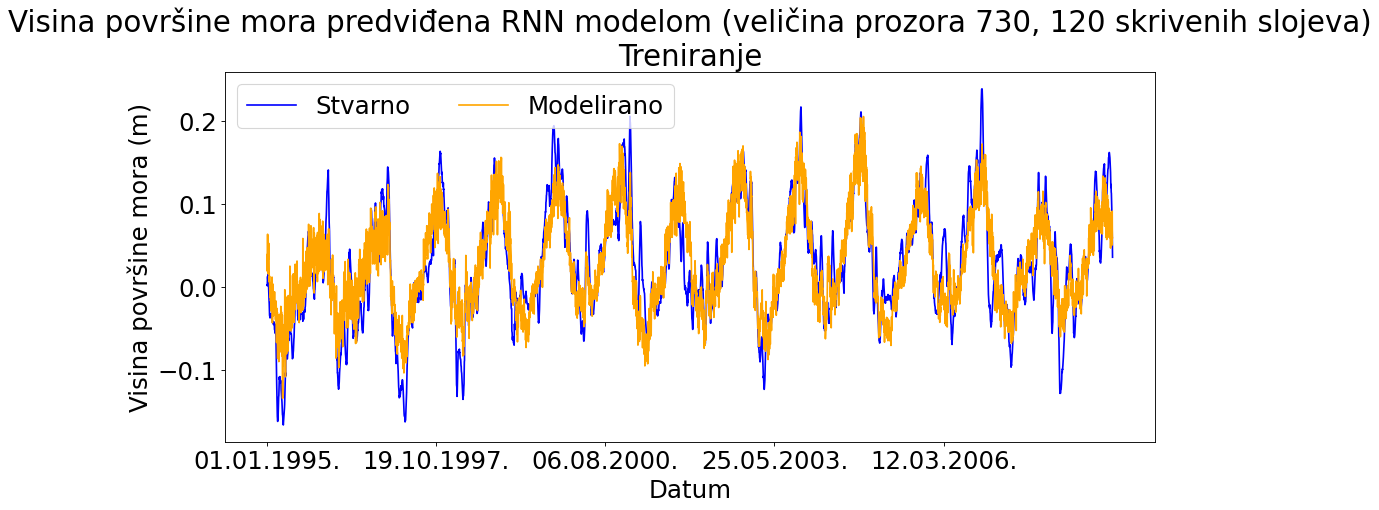 Visina površine mora predviđena RNN modelom (veličina prozora 730, 120 skrivenih slojeva)
Treniranje
Stvarno
Modelirano
Visina površine mora (m)
0.2
0.1
0.0
−0.1
01.01.1995.
19.10.1997.
06.08.2000.
25.05.2003.
12.03.2006.
Datum